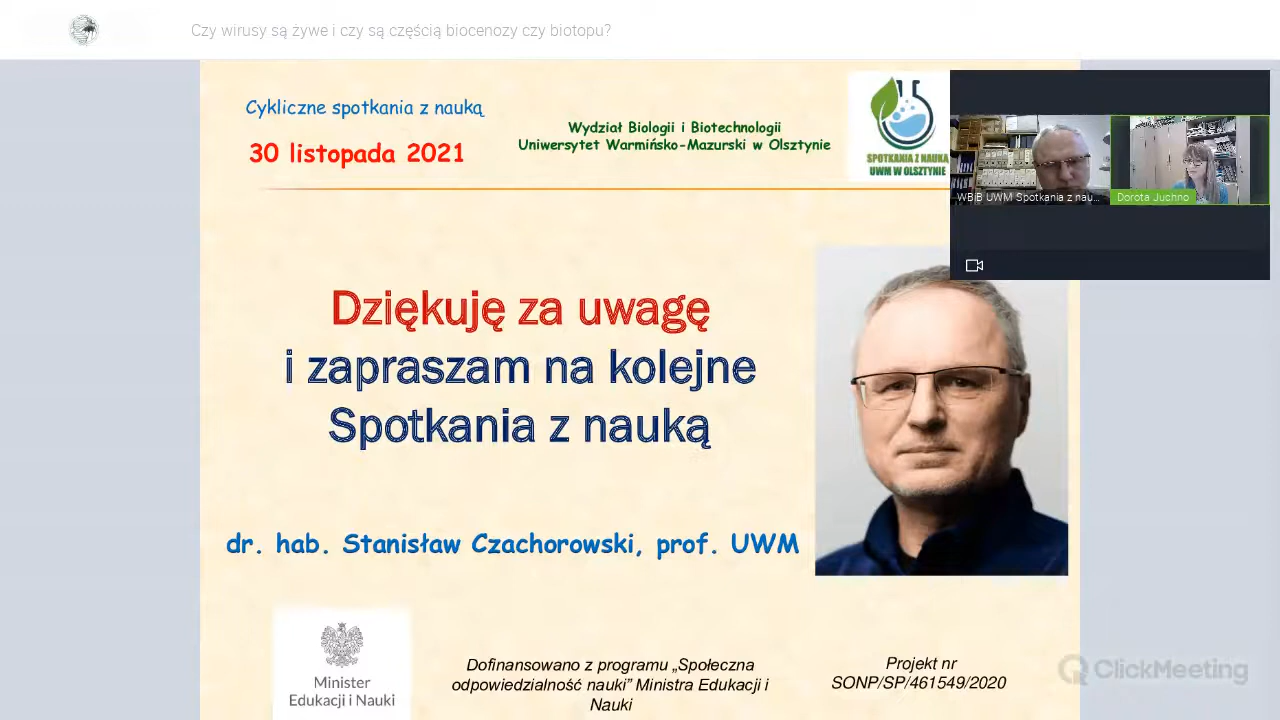 Czy wirusy są żywe i czy są częścią biocenozy czy biotopu?
Cykliczne spotkania z nauką
30 listopada 2021
Wydział Biologii i Biotechnologii
Uniwersytet Warmińsko-Mazurski w Olsztynie
SPOTKANIA Z NAUKĄ
UWM W OLSZTYNIE
WBiB UWM Spotkania z nau...
Dorota Juchno
Dziękuję za uwagę
i zapraszam na kolejne
Spotkania z nauką
dr. hab. Stanisław Czachorowski, prof. UWM
Minister
Edukacji i Nauki
Dofinansowano z programu „Społeczna
odpowiedzialność nauki” Ministra Edukacji i
Nauki
Projekt nr
SONP/SP/461549/2020
ClickMeeting